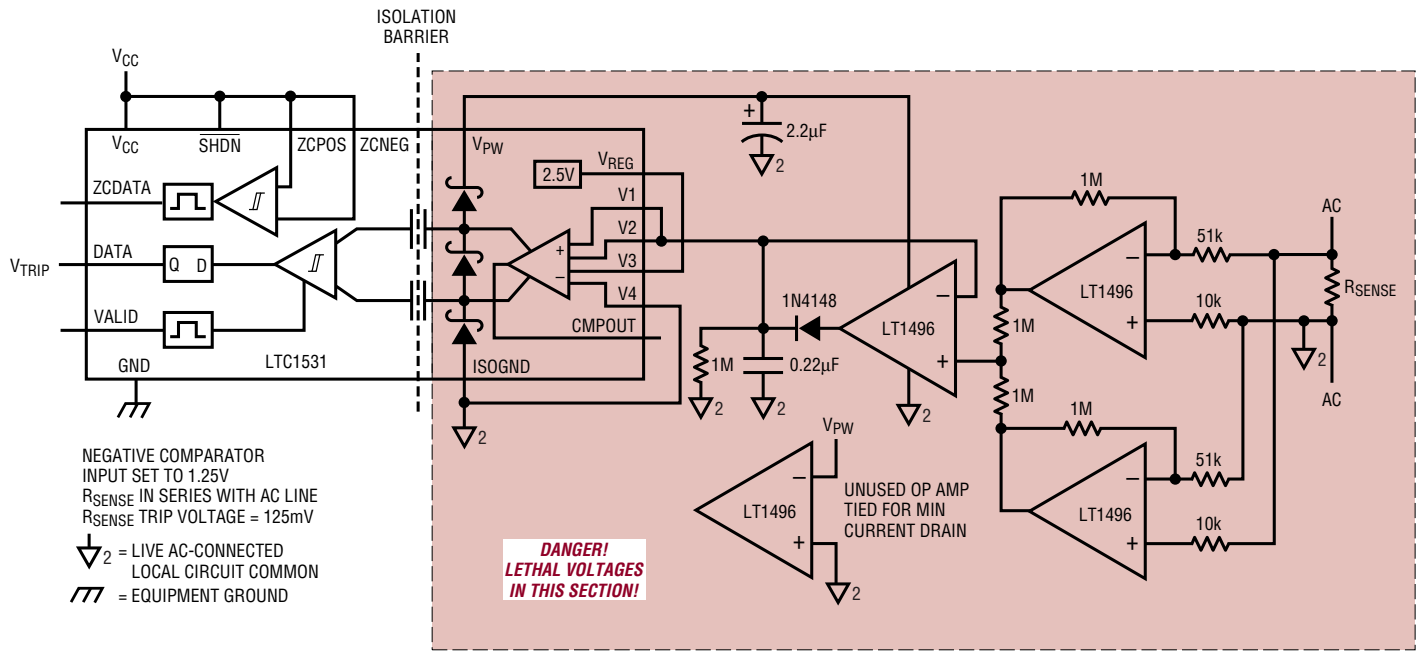 ISOLATION
BARRIER
VCC
VCC
SHDN
ZCPOS
ZCNEG
VPW
2.5V
VREG
ZCDATA
V1
V2
V3
V4
VTRIP
DATA
Q D
VALID
CMPOUT
GND
LTC1531
ISOGND
+
−
2
+
2.2µF
2
1M
0.22µF
2
2
1N4148
LT1496
−
+
2
1M
1M
1M
LT1496
−
+
51k
10k
AC
RSENSE
2
AC
1M
LT1496
−
+
51k
10k
VPW
LT1496
−
+
2
UNUSED OP AMP
TIED FOR MIN
CURRENT DRAIN
DANGER!
LETHAL VOLTAGES
IN THIS SECTION!
NEGATIVE COMPARATOR
INPUT SET TO 1.25V
RSENSE IN SERIES WITH AC LINE
RSENSE TRIP VOLTAGE = 125mV
2 = LIVE AC-CONNECTED
LOCAL CIRCUIT COMMON
= EQUIPMENT GROUND